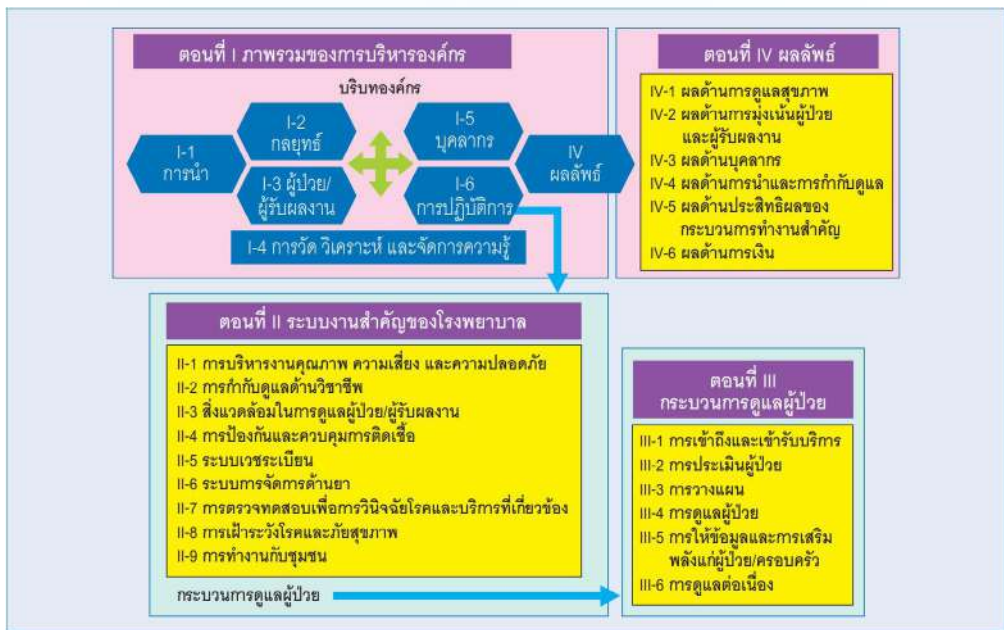 ตอนที่ I ภาพรวมของการบริหารองค์กร
บริบทองค์กร
I-1
การนำ
I-2
กลยุทธ์
I-3 ผู้ป่วย/
ผู้รับผลงาน
I-5
บุคลากร
I-6
การปฏิบัติการ
IV
ผลลัพธ์
I-4 การวัด วิเคราะห์ และจัดการความรู้
ตอนที่ IV ผลลัพธ์
IV-1 ผลด้านการดูแลสุขภาพ
IV-2 ผลด้านการมุ่งเน้นผู้ป่วย
และผู้รับผลงาน
IV-3 ผลด้านบุคลากร
IV-4 ผลด้านการนำและการกำกับดูแล
IV-5 ผลด้านประสิทธิผลของ
กระบวนการทำงานสำคัญ
IV-6 ผลด้านการเงิน
ตอนที่ II ระบบงานสำคัญของโรงพยาบาล
II-1 การบริหารงานคุณภาพ ความเสี่ยง และความปลอดภัย
II-2 การกำกับดูแลด้านวิชาชีพ
II-3 สิ่งแวดล้อมในการดูแลผู้ป่วย/ผู้รับผลงาน
II-4 การป้องกันและควบคุมการติดเชื้อ
II-5 ระบบเวชระเบียน
II-6 ระบบการจัดการด้านยา
II-7 การตรวจทดสอบเพื่อการวินิจฉัยโรคและบริการที่เกี่ยวข้อง
II-8 การเฝ้าระวังโรคและภัยสุขภาพ
II-9 การทำงานกับชุมชน
กระบวนการดูแลผู้ป่วย
ตอนที่ III
กระบวนการดูแลผู้ป่วย
III-1 การเข้าถึงและเข้ารับบริการ
III-2 การประเมินผู้ป่วย
III-3 การวางแผน
III-4 การดูแลผู้ป่วย
III-5 การให้ข้อมูลและการเสริม
พลังแก่ผู้ป่วย/ครอบครัว
III-6 การดูแลต่อเนื่อง